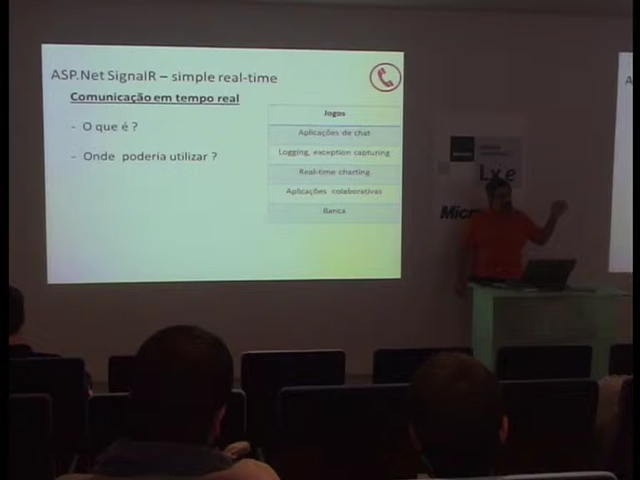 ASP.Net SignalR – simple real-time
Comunicação em tempo real
- O que é ?
- Onde poderia utilizar ?
Jogos
Aplicações de chat
Logging, exception capturing
Real-time charting
Aplicações colaborativas
Banca
Micr